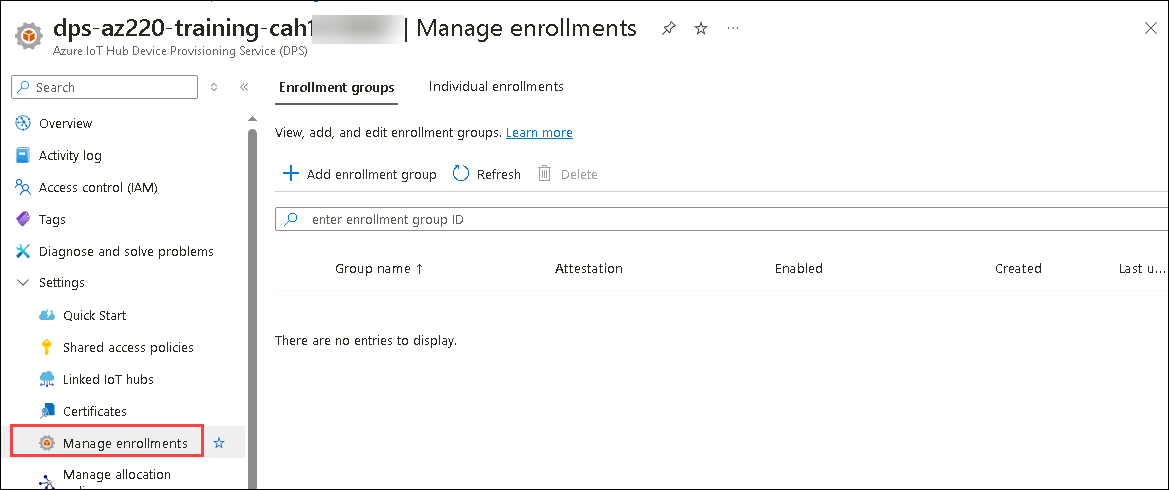 dps-az220-training-cah | Manage enrollments
Azure IoT Hub Device Provisioning Service (DPS)
Search
Overview
Activity log
Access control (IAM)
Tags
Diagnose and solve problems
Settings
Quick Start
Shared access policies
Linked IoT hubs
Certificates
Manage enrollments
Manage allocation
Enrollment groups Individual enrollments
View, add, and edit enrollment groups. Learn more
Add enrollment group Refresh Delete
enter enrollment group ID
Group name ↑ Attestation Enabled Created Last u...
There are no entries to display.